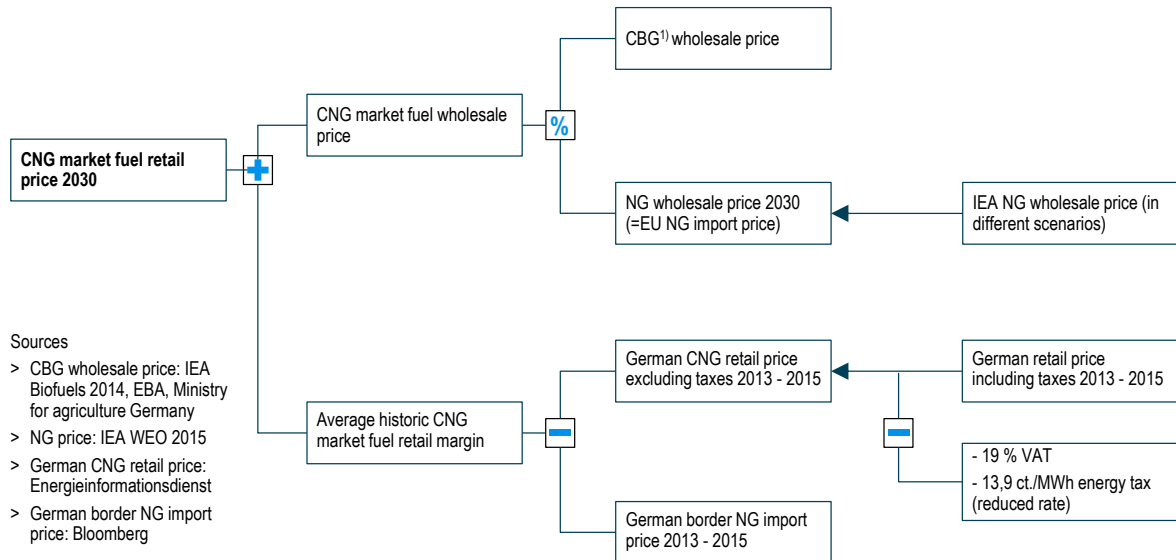 CBG1) wholesale price
CNG market fuel wholesale
price
%
CNG market fuel retail
price 2030
NG wholesale price 2030
(=EU NG import price)
IEA NG wholesale price (in
different scenarios)
Sources
> CBG wholesale price: IEA
Biofuels 2014, EBA, Ministry
for agriculture Germany
> NG price: IEA WEO 2015
> German CNG retail price:
Energieinformationsdienst
> German border NG import
price: Bloomberg
German CNG retail price
excluding taxes 2013 - 2015
German retail price
including taxes 2013 - 2015
Average historic CNG
market fuel retail margin
- 19 % VAT
- 13,9 ct./MWh energy tax
(reduced rate)
German border NG import
price 2013 - 2015